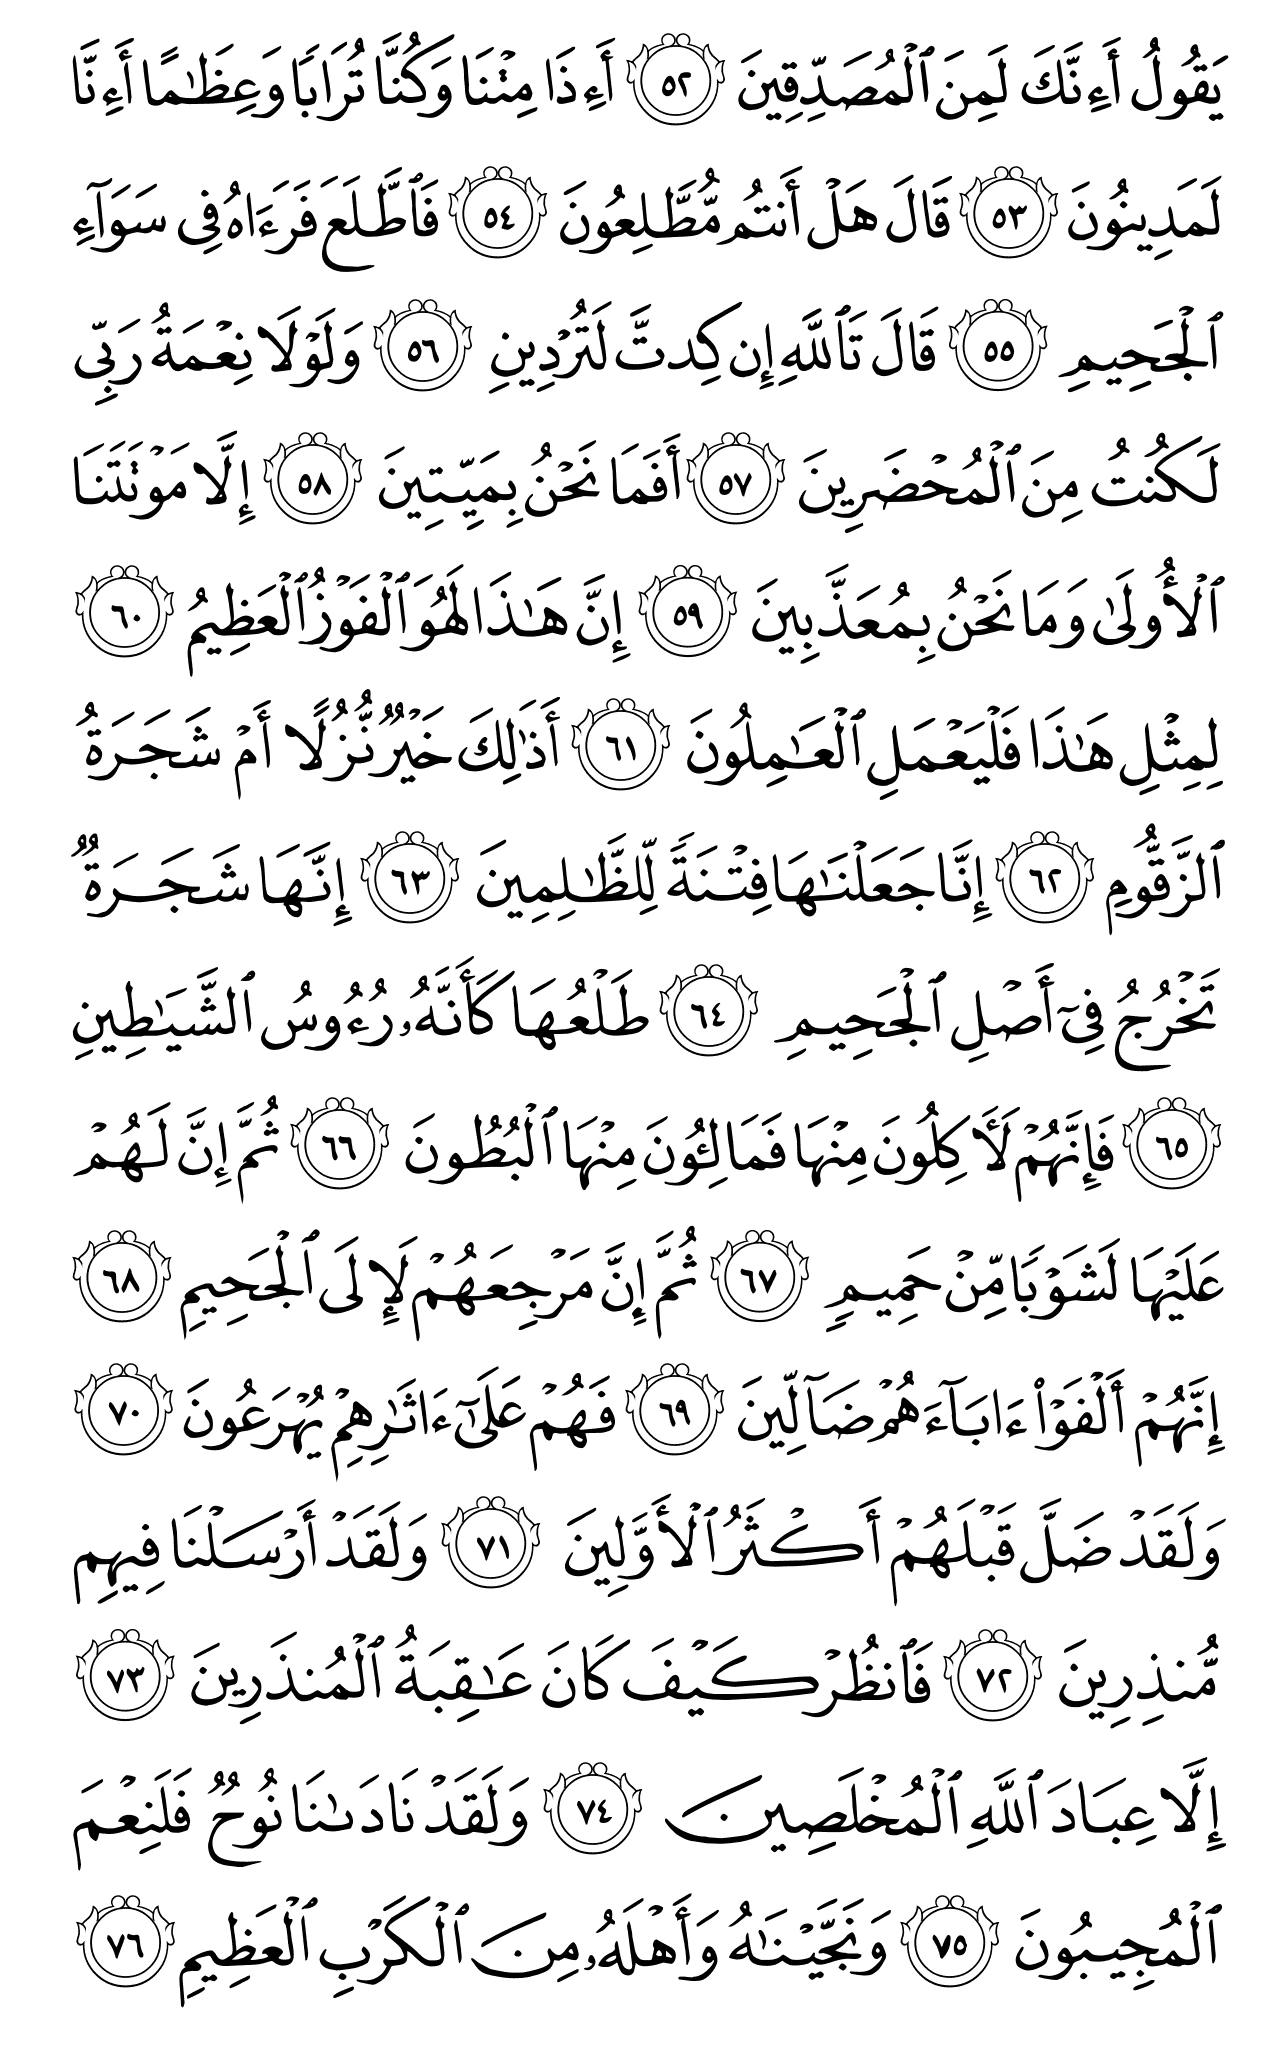 يَقُولُ أَءِنَّكَ لَمِنَ ٱلْمُصَدِّقِينَ ٥٢ أَءِذَا مِتْنَا وَكُنَّا تُرَابًا وَعِظَٰمًا أَءِنَّا
لَمَدِينُونَ ٥٣ قَالَ هَلْ أَنتُم مُّطَّلِعُونَ ٥٤ فَٱطَّلَعَ فَرَءَاهُ فِى سَوَآءِ
ٱلْجَحِيمِ ٥٥ قَالَ تَٱللَّهِ إِن كِدتَّ لَتُرْدِينِ ٥٦ وَلَوْلَا نِعْمَةُ رَبِّى
لَكُنتُ مِنَ ٱلْمُحْضَرِينَ ٥٧ أَفَمَا نَحْنُ بِمَيِّتِينَ ٥٨ إِلَّا مَوْتَتَنَا
ٱلْأُولَىٰ وَمَا نَحْنُ بِمُعَذَّبِينَ ٥٩ إِنَّ هَٰذَا لَهُوَ ٱلْفَوْزُ ٱلْعَظِيمُ ٦٠
لِمِثْلِ هَٰذَا فَلْيَعْمَلِ ٱلْعَٰمِلُونَ ٦١ أَذَٰلِكَ خَيْرٌ نُّزُلًا أَمْ شَجَرَةُ
ٱلزَّقُّومِ ٦٢ إِنَّا جَعَلْنَٰهَا فِتْنَةً لِّلظَّٰلِمِينَ ٦٣ إِنَّهَا شَجَرَةٌ
تَخْرُجُ فِىٓ أَصْلِ ٱلْجَحِيمِ ٦٤ طَلْعُهَا كَأَنَّهُۥ رُءُوسُ ٱلشَّيَٰطِينِ
٦٥ فَإِنَّهُمْ لَءَاكِلُونَ مِنْهَا فَمَالِـُٔونَ مِنْهَا ٱلْبُطُونَ ٦٦ ثُمَّ إِنَّ لَهُمْ
عَلَيْهَا لَشَوْبًا مِّنْ حَمِيمٍ ٦٧ ثُمَّ إِنَّ مَرْجِعَهُمْ لَإِلَى ٱلْجَحِيمِ ٦٨
إِنَّهُمْ أَلْفَوْا۟ ءَابَآءَهُمْ ضَآلِّينَ ٦٩ فَهُمْ عَلَىٰٓ ءَاثَٰرِهِمْ يُهْرَعُونَ ٧٠
وَلَقَدْ ضَلَّ قَبْلَهُمْ أَكْثَرُ ٱلْأَوَّلِينَ ٧١ وَلَقَدْ أَرْسَلْنَا فِيهِم
مُّنذِرِينَ ٧٢ فَٱنظُرْ كَيْفَ كَانَ عَٰقِبَةُ ٱلْمُنذَرِينَ ٧٣
إِلَّا عِبَادَ ٱللَّهِ ٱلْمُخْلَصِينَ ٧٤ وَلَقَدْ نَادَىٰنَا نُوحٌ فَلَنِعْمَ
ٱلْمُجِيبُونَ ٧٥ وَنَجَّيْنَٰهُ وَأَهْلَهُۥ مِنَ ٱلْكَرْبِ ٱلْعَظِيمِ ٧٦